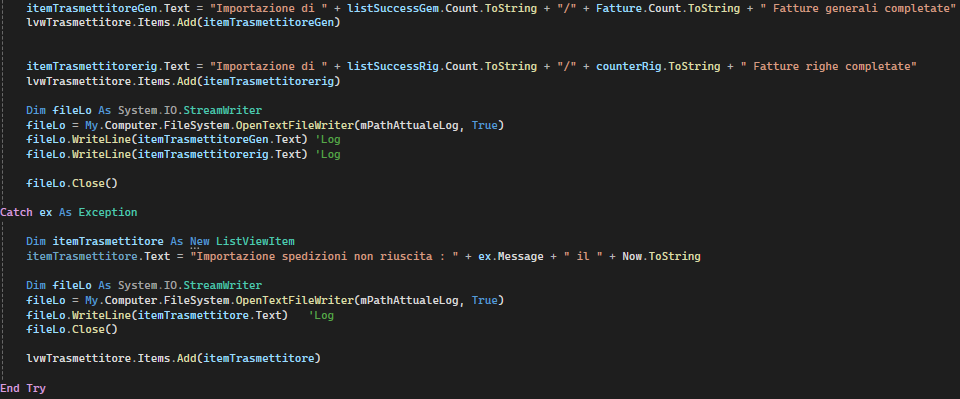 itemTrasmettitoreGen.Text = "Importazione di " + listSuccessGem.Count.ToString + "/" + Fatture.Count.ToString + " Fatture generali completate"
lvwTrasmettitore.Items.Add(itemTrasmettitoreGen)
itemTrasmettitorerig.Text = "Importazione di " + listSuccessRig.Count.ToString + "/" + counterRig.ToString + " Fatture righe completate"
lvwTrasmettitore.Items.Add(itemTrasmettitorerig)
Dim fileLo As System.IO.StreamWriter
fileLo = My.Computer.FileSystem.OpenTextFileWriter(mPathAttualeLog, True)
fileLo.WriteLine(itemTrasmettitoreGen.Text) 'Log
fileLo.WriteLine(itemTrasmettitorerig.Text) 'Log
fileLo.Close()
Catch ex As Exception
Dim itemTrasmettitore As New ListViewItem
itemTrasmettitore.Text = "Importazione spedizioni non riuscita : " + ex.Message + " il " + Now.ToString
Dim fileLo As System.IO.StreamWriter
fileLo = My.Computer.FileSystem.OpenTextFileWriter(mPathAttualeLog, True)
fileLo.WriteLine(itemTrasmettitore.Text)   'Log
fileLo.Close()
lvwTrasmettitore.Items.Add(itemTrasmettitore)
End Try